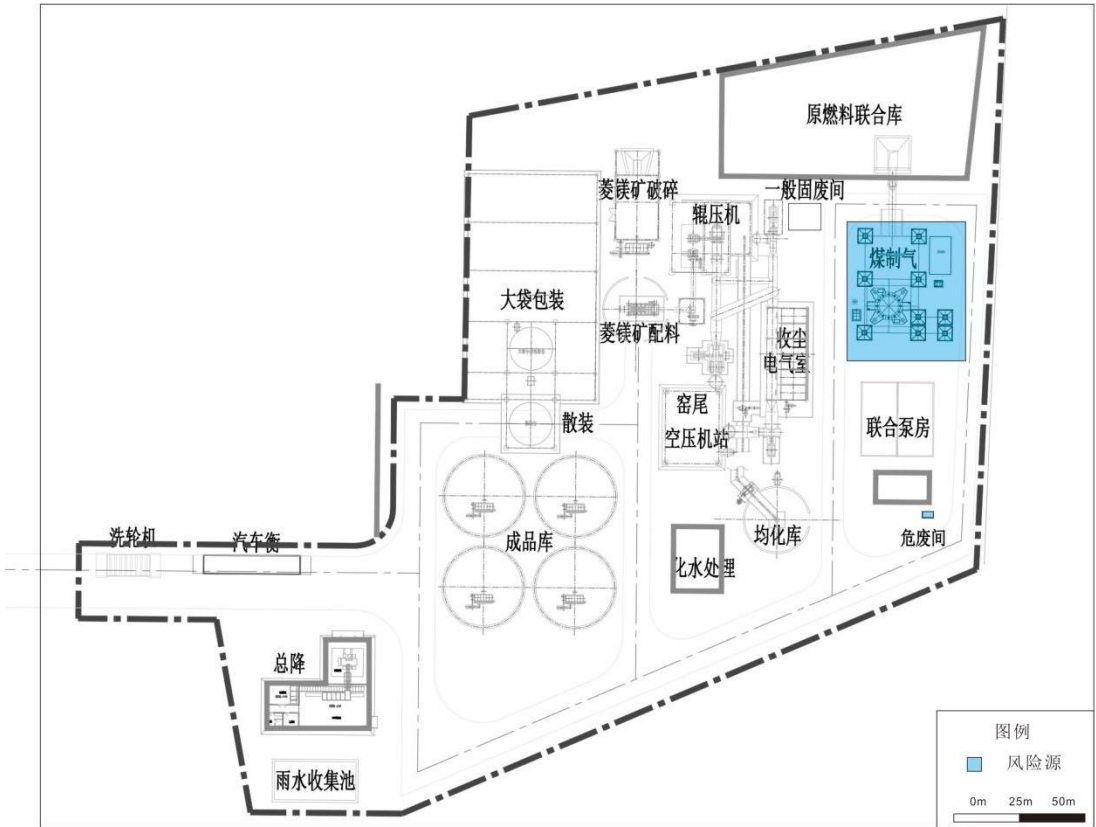 原燃料联合库
菱镁矿破碎
一般固废间
辊压机
煤制气
大袋包装
菱镁矿配料
收尘
电气室
窑尾
空压机站
散装
联合泵房
洗轮机
汽车衡
成品库
均化库
危废间
化水处理
总降
雨水收集池
图例
风险源
0m 25m 50m